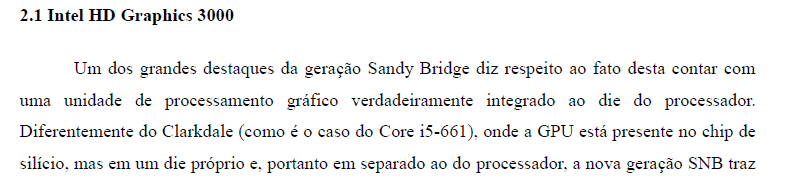 2.1 Intel HD Graphics 3000
Um dos grandes destaques da geração Sandy Bridge diz respeito ao fato desta contar com
uma unidade de processamento gráfico verdadeiramente integrado ao die do processador.
Diferentemente do Clarkdale (como é o caso do Core i5-661), onde a GPU está presente no chip de
silício, mas em um die próprio e, portanto em separado ao do processador, a nova geração SNB traz